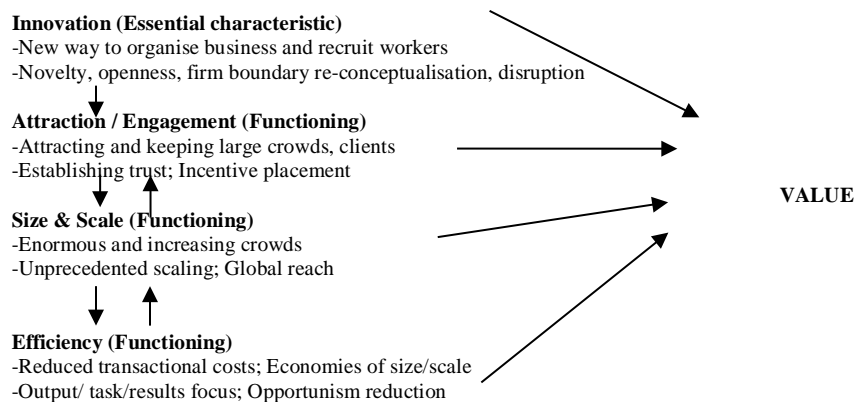 Innovation (Essential characteristic)
-New way to organise business and recruit workers
-Novelty, openness, firm boundary re-conceptualisation, disruption
Attraction / Engagement (Functioning)
-Attracting and keeping large crowds, clients
-Establishing trust; Incentive placement
VALUE
Size & Scale (Functioning)
-Enormous and increasing crowds
-Unprecedented scaling; Global reach
Efficiency (Functioning)
-Reduced transactional costs; Economies of size/scale
-Output/ task/results focus; Opportunism reduction